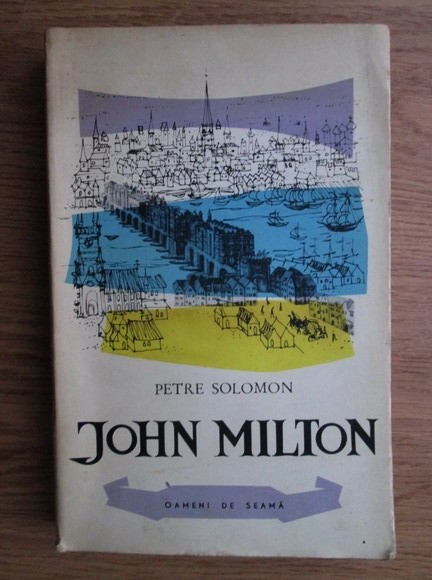 PETRE SOLOMON
JOHN MILTON
OAMENI DE SEAMĂ